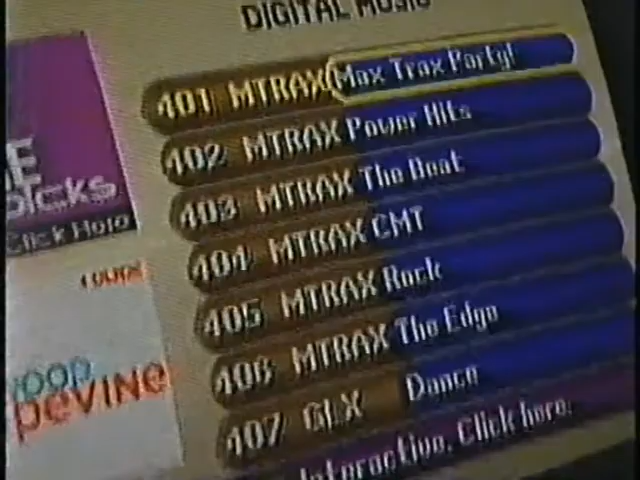 DIGITAL MUSIC
401 MTRAX Max Trax Party!
402 MTRAX Power Hits
403 MTRAX The Beat
404 MTRAX CMT
405 MTRAX Rock
406 MTRAX The Edge
407 GLX Dance
Interactive. Click here.
picks
Click Here